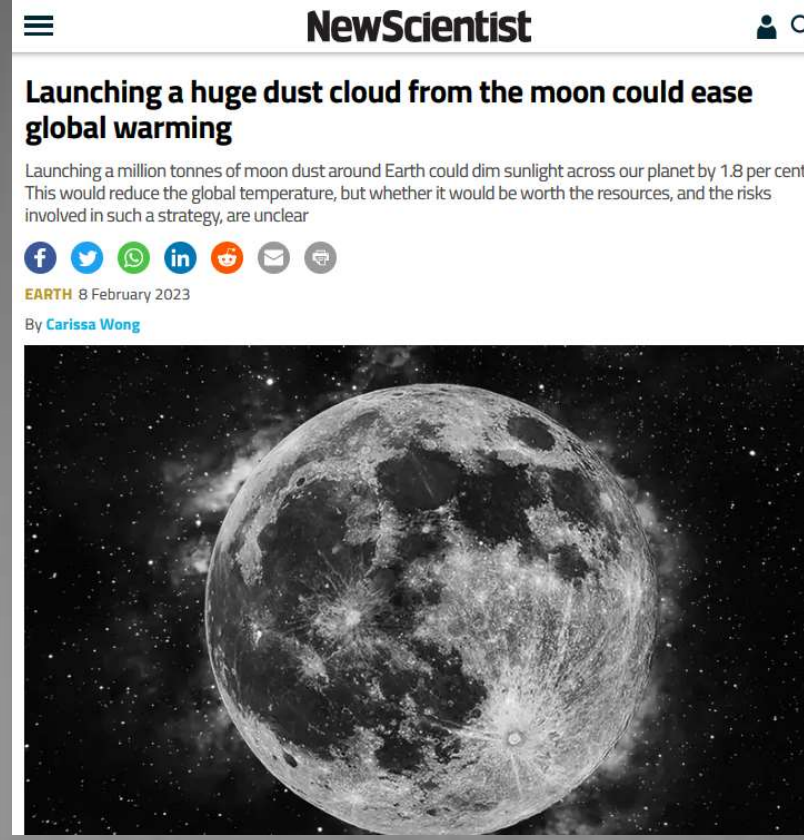 NewScientist
Launching a huge dust cloud from the moon could ease
global warming
Launching a million tonnes of moon dust around Earth could dim sunlight across our planet by 1.8 per cent
This would reduce the global temperature, but whether it would be worth the resources, and the risks
involved in such a strategy, are unclear
EARTH 8 February 2023
By Carissa Wong